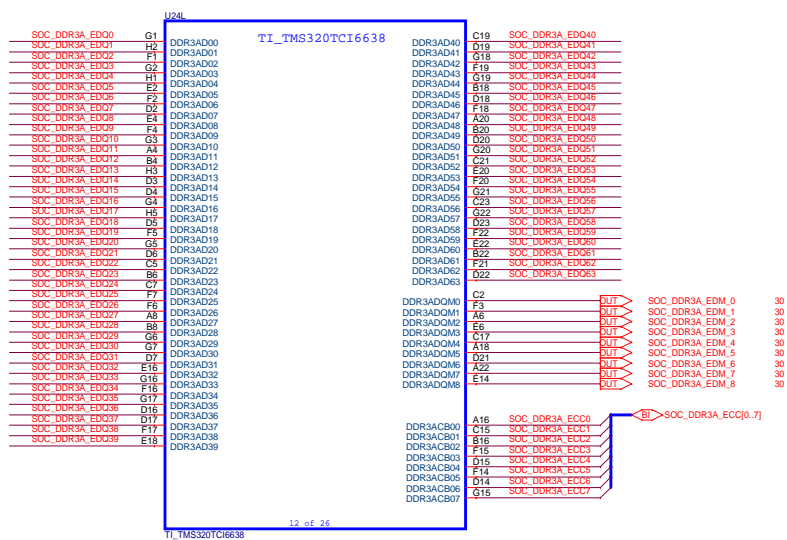 U24L
TI_TMS320TCI6638
SOC_DDR3A_EDQ0 G1 DDR3AD00
SOC_DDR3A_EDQ1 H2 DDR3AD01
SOC_DDR3A_EDQ2 F1 DDR3AD02
SOC_DDR3A_EDQ3 G2 DDR3AD03
SOC_DDR3A_EDQ4 H1 DDR3AD04
SOC_DDR3A_EDQ5 E2 DDR3AD05
SOC_DDR3A_EDQ6 F2 DDR3AD06
SOC_DDR3A_EDQ7 D2 DDR3AD07
SOC_DDR3A_EDQ8 E4 DDR3AD08
SOC_DDR3A_EDQ9 F4 DDR3AD09
SOC_DDR3A_EDQ10 G3 DDR3AD10
SOC_DDR3A_EDQ11 A4 DDR3AD11
SOC_DDR3A_EDQ12 B4 DDR3AD12
SOC_DDR3A_EDQ13 H3 DDR3AD13
SOC_DDR3A_EDQ14 D3 DDR3AD14
SOC_DDR3A_EDQ15 D4 DDR3AD15
SOC_DDR3A_EDQ16 G4 DDR3AD16
SOC_DDR3A_EDQ17 H5 DDR3AD17
SOC_DDR3A_EDQ18 D5 DDR3AD18
SOC_DDR3A_EDQ19 F5 DDR3AD19
SOC_DDR3A_EDQ20 G5 DDR3AD20
SOC_DDR3A_EDQ21 D6 DDR3AD21
SOC_DDR3A_EDQ22 C5 DDR3AD22
SOC_DDR3A_EDQ23 B6 DDR3AD23
SOC_DDR3A_EDQ24 C7 DDR3AD24
SOC_DDR3A_EDQ25 F7 DDR3AD25
SOC_DDR3A_EDQ26 F6 DDR3AD26
SOC_DDR3A_EDQ27 A8 DDR3AD27
SOC_DDR3A_EDQ28 B8 DDR3AD28
SOC_DDR3A_EDQ29 G6 DDR3AD29
SOC_DDR3A_EDQ30 G7 DDR3AD30
SOC_DDR3A_EDQ31 D7 DDR3AD31
SOC_DDR3A_EDQ32 E16 DDR3AD32
SOC_DDR3A_EDQ33 G16 DDR3AD33
SOC_DDR3A_EDQ34 F16 DDR3AD34
SOC_DDR3A_EDQ35 G17 DDR3AD35
SOC_DDR3A_EDQ36 D16 DDR3AD36
SOC_DDR3A_EDQ37 D17 DDR3AD37
SOC_DDR3A_EDQ38 F17 DDR3AD38
SOC_DDR3A_EDQ39 E18 DDR3AD39
DDR3AD40 C19 SOC_DDR3A_EDQ40
DDR3AD41 D19 SOC_DDR3A_EDQ41
DDR3AD42 G18 SOC_DDR3A_EDQ42
DDR3AD43 F19 SOC_DDR3A_EDQ43
DDR3AD44 G19 SOC_DDR3A_EDQ44
DDR3AD45 B18 SOC_DDR3A_EDQ45
DDR3AD46 D18 SOC_DDR3A_EDQ46
DDR3AD47 F18 SOC_DDR3A_EDQ47
DDR3AD48 A20 SOC_DDR3A_EDQ48
DDR3AD49 B20 SOC_DDR3A_EDQ49
DDR3AD50 D20 SOC_DDR3A_EDQ50
DDR3AD51 G20 SOC_DDR3A_EDQ51
DDR3AD52 C21 SOC_DDR3A_EDQ52
DDR3AD53 E20 SOC_DDR3A_EDQ53
DDR3AD54 F20 SOC_DDR3A_EDQ54
DDR3AD55 G21 SOC_DDR3A_EDQ55
DDR3AD56 C23 SOC_DDR3A_EDQ56
DDR3AD57 G22 SOC_DDR3A_EDQ57
DDR3AD58 D23 SOC_DDR3A_EDQ58
DDR3AD59 F22 SOC_DDR3A_EDQ59
DDR3AD60 E22 SOC_DDR3A_EDQ60
DDR3AD61 B22 SOC_DDR3A_EDQ61
DDR3AD62 F21 SOC_DDR3A_EDQ62
DDR3AD63 D22 SOC_DDR3A_EDQ63
DDR3ADQM0 C2 OUT SOC_DDR3A_EDM_0 30
DDR3ADQM1 F3 OUT SOC_DDR3A_EDM_1 30
DDR3ADQM2 A6 OUT SOC_DDR3A_EDM_2 30
DDR3ADQM3 E6 OUT SOC_DDR3A_EDM_3 30
DDR3ADQM4 C17 OUT SOC_DDR3A_EDM_4 30
DDR3ADQM5 A18 OUT SOC_DDR3A_EDM_5 30
DDR3ADQM6 D21 OUT SOC_DDR3A_EDM_6 30
DDR3ADQM7 A22 OUT SOC_DDR3A_EDM_7 30
DDR3ADQM8 E14 OUT SOC_DDR3A_EDM_8 30
BI SOC_DDR3A_ECC[0..7]
DDR3ACB00 A16 SOC_DDR3A_ECC0
DDR3ACB01 C15 SOC_DDR3A_ECC1
DDR3ACB02 B16 SOC_DDR3A_ECC2
DDR3ACB03 F15 SOC_DDR3A_ECC3
DDR3ACB04 D15 SOC_DDR3A_ECC4
DDR3ACB05 F14 SOC_DDR3A_ECC5
DDR3ACB06 D14 SOC_DDR3A_ECC6
DDR3ACB07 G15 SOC_DDR3A_ECC7
12 of 26
TI_TMS320TCI6638